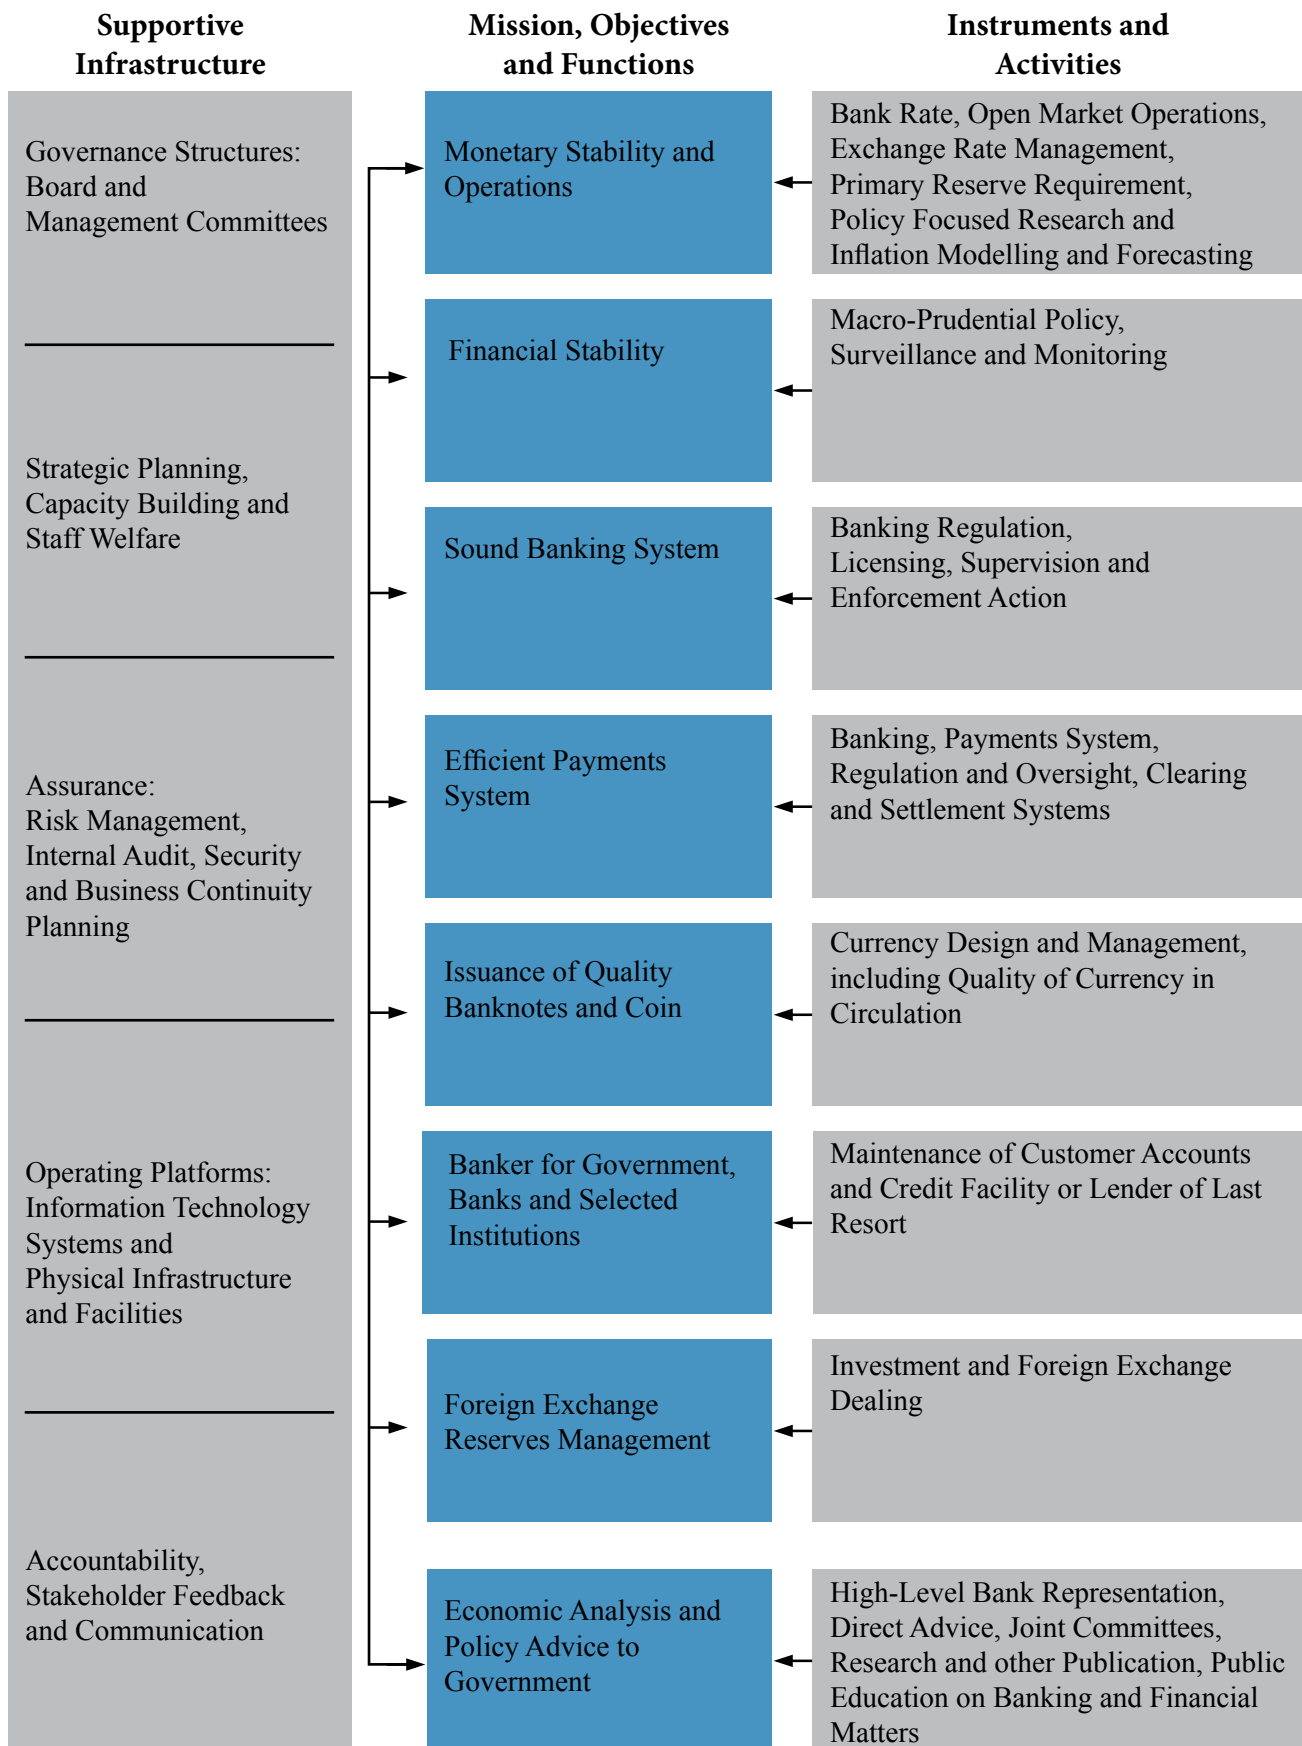 Supportive
Infrastructure
Mission, Objectives
and Functions
Instruments and
Activities
Governance Structures:
Board and
Management Committees
Strategic Planning,
Capacity Building and
Staff Welfare
Assurance:
Risk Management,
Internal Audit, Security
and Business Continuity
Planning
Operating Platforms:
Information Technology
Systems and
Physical Infrastructure
and Facilities
Accountability,
Stakeholder Feedback
and Communication
Monetary Stability and
Operations
Financial Stability
Sound Banking System
Efficient Payments
System
Issuance of Quality
Banknotes and Coin
Banker for Government,
Banks and Selected
Institutions
Foreign Exchange
Reserves Management
Economic Analysis and
Policy Advice to
Government
Bank Rate, Open Market Operations,
Exchange Rate Management,
Primary Reserve Requirement,
Policy Focused Research and
Inflation Modelling and Forecasting
Macro-Prudential Policy,
Surveillance and Monitoring
Banking Regulation,
Licensing, Supervision and
Enforcement Action
Banking, Payments System,
Regulation and Oversight, Clearing
and Settlement Systems
Currency Design and Management,
including Quality of Currency in
Circulation
Maintenance of Customer Accounts
and Credit Facility or Lender of Last
Resort
Investment and Foreign Exchange
Dealing
High-Level Bank Representation,
Direct Advice, Joint Committees,
Research and other Publication, Public
Education on Banking and Financial
Matters